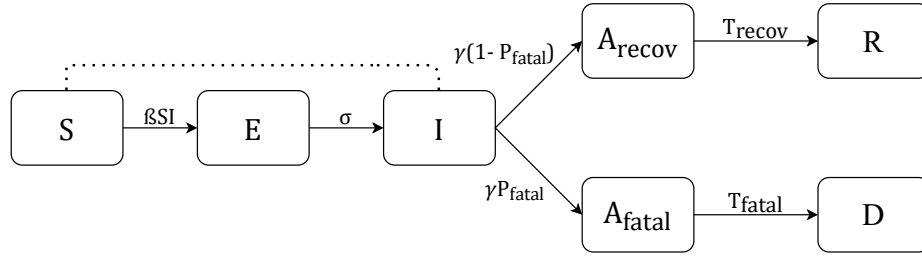 A_recov
T_recov
R
γ(1- P_fatal)
S
ßSI
E
σ
I
γP_fatal
A_fatal
T_fatal
D